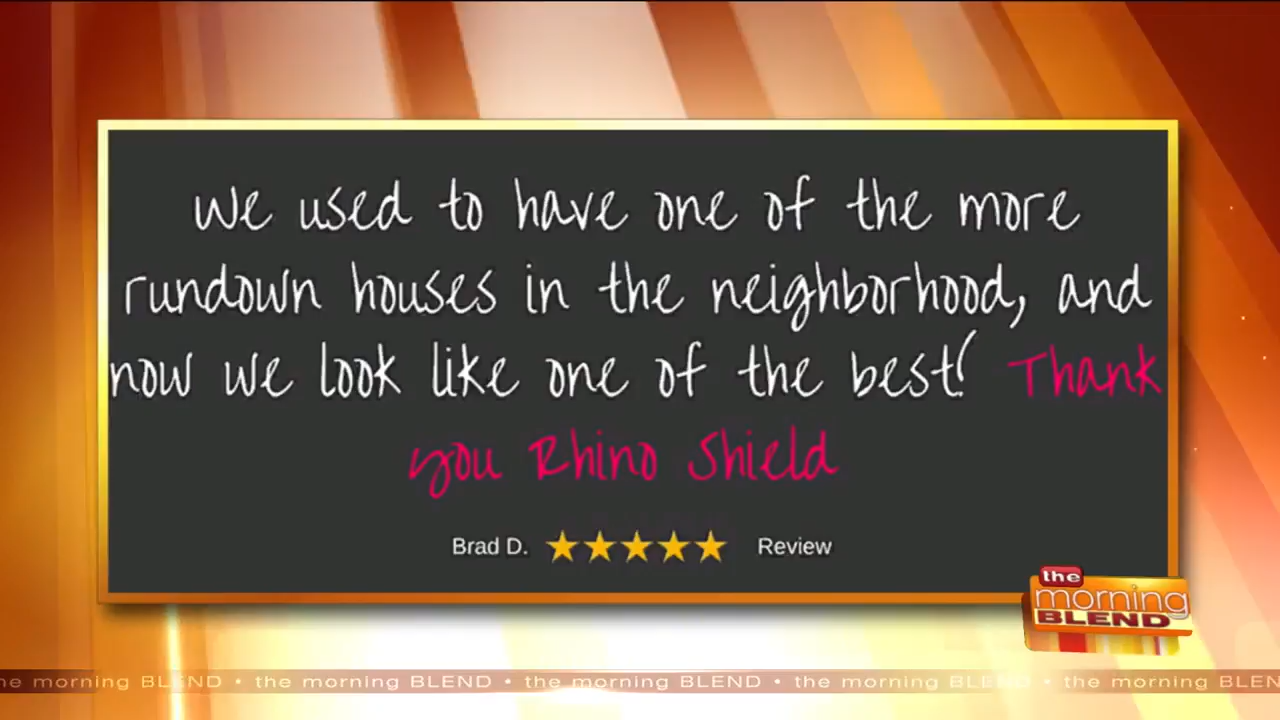 We used to have one of the more
rundown houses in the neighborhood, and
now we look like one of the best! Thank
you Rhino Shield
Brad D. ★★★★★ Review
the
morning
BLEND
he morning BLEND • the morning BLEND • the morning BLEND • the morning BLEND • the morning BLEN